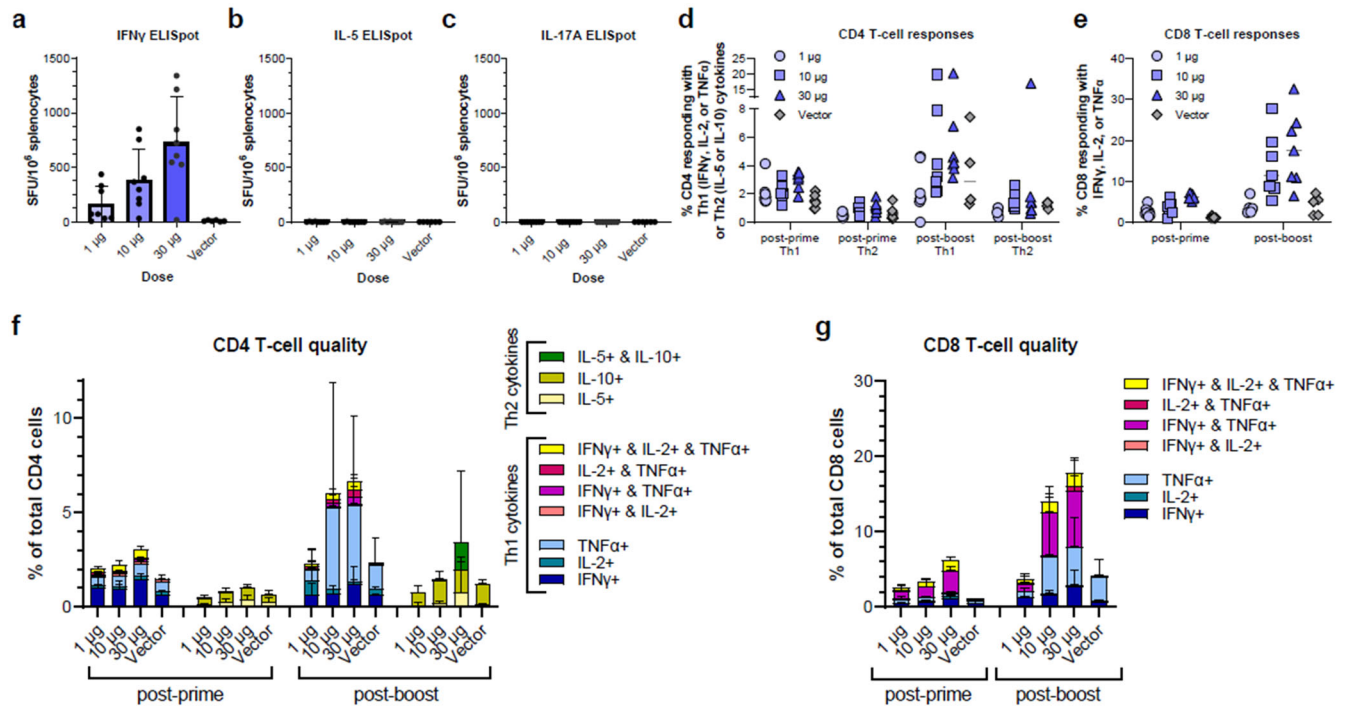 a
IFNγ ELISpot
SFU/10⁶ splenocytes
1500
1000
500
0
1 µg
10 µg
30 µg
Vector
Dose
b
IL-5 ELISpot
SFU/10⁶ splenocytes
1500
1000
500
0
1 µg
10 µg
30 µg
Vector
Dose
c
IL-17A ELISpot
SFU/10⁶ splenocytes
1500
1000
500
0
1 µg
10 µg
30 µg
Vector
Dose
d
CD4 T-cell responses
% CD4 responding with
Th1 (IFNγ, IL-2, or TNFα)
or Th2 (IL-5 or IL-10) cytokines
25
20
15
10
8
6
4
2
0
1 µg
10 µg
30 µg
Vector
post-prime
Th1
post-prime
Th2
post-boost
Th1
post-boost
Th2
e
CD8 T-cell responses
% CD8 responding with
IFNγ, IL-2, or TNFα
40
30
20
10
0
1 µg
10 µg
30 µg
Vector
post-prime
post-boost
f
CD4 T-cell quality
% of total CD4 cells
10
5
0
1 µg
10 µg
30 µg
Vector
1 µg
10 µg
30 µg
Vector
1 µg
10 µg
30 µg
Vector
1 µg
10 µg
30 µg
Vector
post-prime
post-boost
Th2 cytokines
IL-5+ & IL-10+
IL-10+
IL-5+
Th1 cytokines
IFNγ+ & IL-2+ & TNFα+
IL-2+ & TNFα+
IFNγ+ & TNFα+
IFNγ+ & IL-2+
TNFα+
IL-2+
IFNγ+
g
CD8 T-cell quality
% of total CD8 cells
30
20
10
0
1 µg
10 µg
30 µg
Vector
1 µg
10 µg
30 µg
Vector
post-prime
post-boost
IFNγ+ & IL-2+ & TNFα+
IL-2+ & TNFα+
IFNγ+ & TNFα+
IFNγ+ & IL-2+
TNFα+
IL-2+
IFNγ+